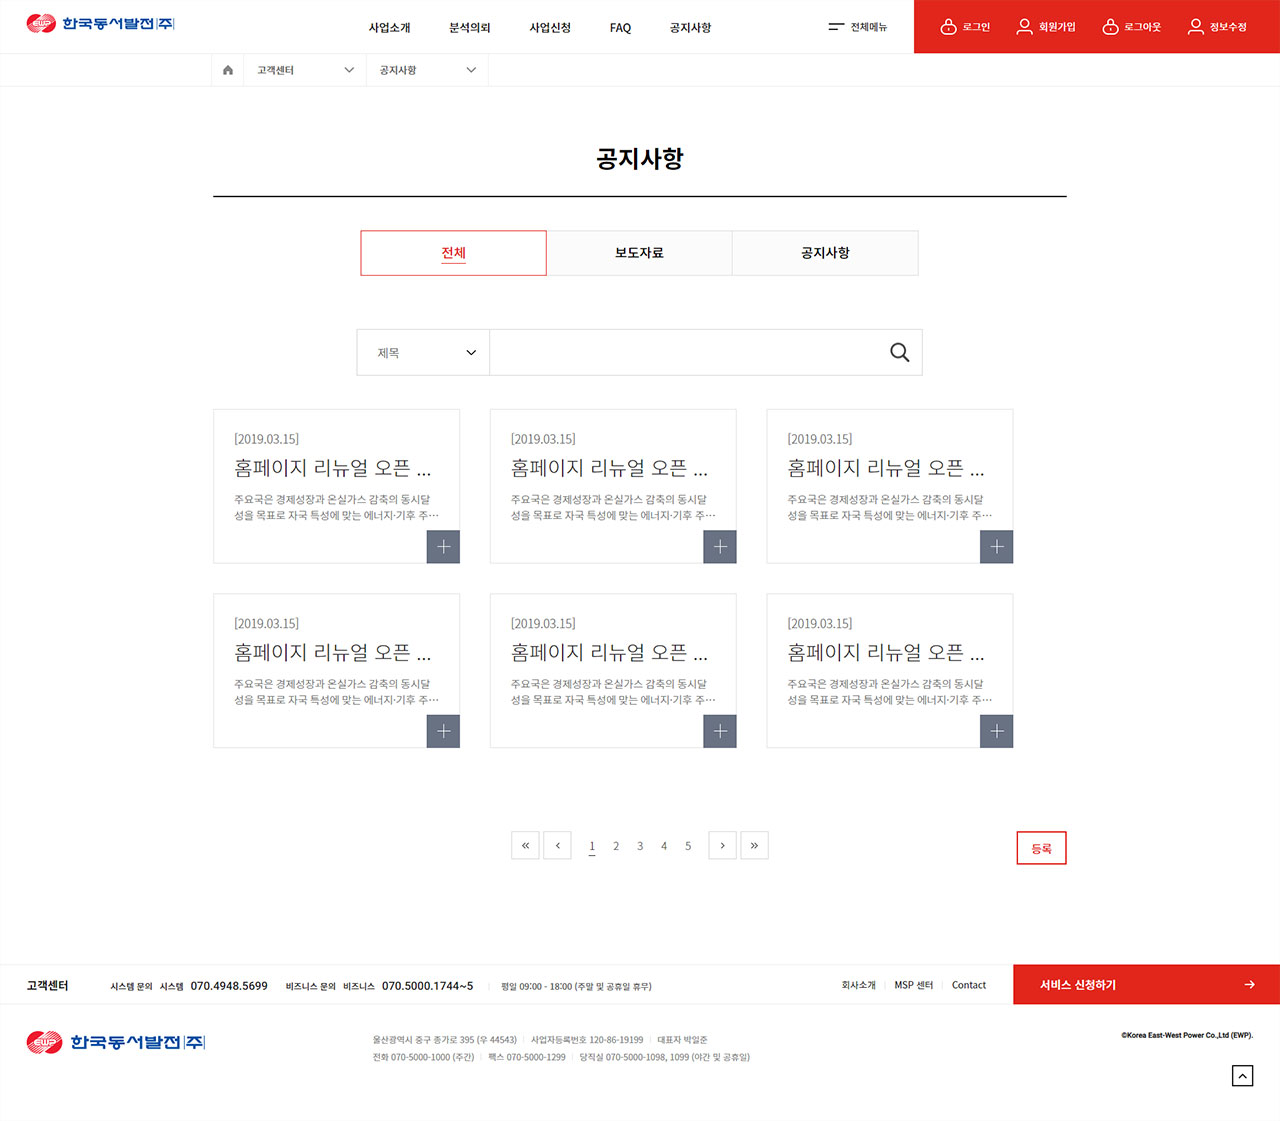 EWP 한국동서발전(주)
사업소개 분석의뢰 사업신청 FAQ 공지사항 전체메뉴 로그인 회원가입 로그아웃 정보수정
고객센터 공지사항
공지사항
전체 보도자료 공지사항
제목
[2019.03.15] [2019.03.15] [2019.03.15]
홈페이지 리뉴얼 오픈 ... 홈페이지 리뉴얼 오픈 ... 홈페이지 리뉴얼 오픈 ...
주요국은 경제성장과 온실가스 감축의 동시달 주요국은 경제성장과 온실가스 감축의 동시달 주요국은 경제성장과 온실가스 감축의 동시달
성을 목표로 자국 특성에 맞는 에너지·기후 주… 성을 목표로 자국 특성에 맞는 에너지·기후 주… 성을 목표로 자국 특성에 맞는 에너지·기후 주…
[2019.03.15] [2019.03.15] [2019.03.15]
홈페이지 리뉴얼 오픈 ... 홈페이지 리뉴얼 오픈 ... 홈페이지 리뉴얼 오픈 ...
주요국은 경제성장과 온실가스 감축의 동시달 주요국은 경제성장과 온실가스 감축의 동시달 주요국은 경제성장과 온실가스 감축의 동시달
성을 목표로 자국 특성에 맞는 에너지·기후 주… 성을 목표로 자국 특성에 맞는 에너지·기후 주… 성을 목표로 자국 특성에 맞는 에너지·기후 주…
« ‹ 1 2 3 4 5 › » 등록
고객센터 시스템 문의 시스템 070.4948.5699 비즈니스 문의 비즈니스 070.5000.1744~5 평일 09:00 - 18:00 (주말 및 공휴일 휴무) 회사소개 MSP 센터 Contact 서비스 신청하기
EWP 한국동서발전(주)
울산광역시 중구 종가로 395 (우 44543) 사업자등록번호 120-86-19199 대표자 박일준
전화 070-5000-1000 (주간) 팩스 070-5000-1299 당직실 070-5000-1098, 1099 (야간 및 공휴일)
©Korea East-West Power Co.,Ltd (EWP).